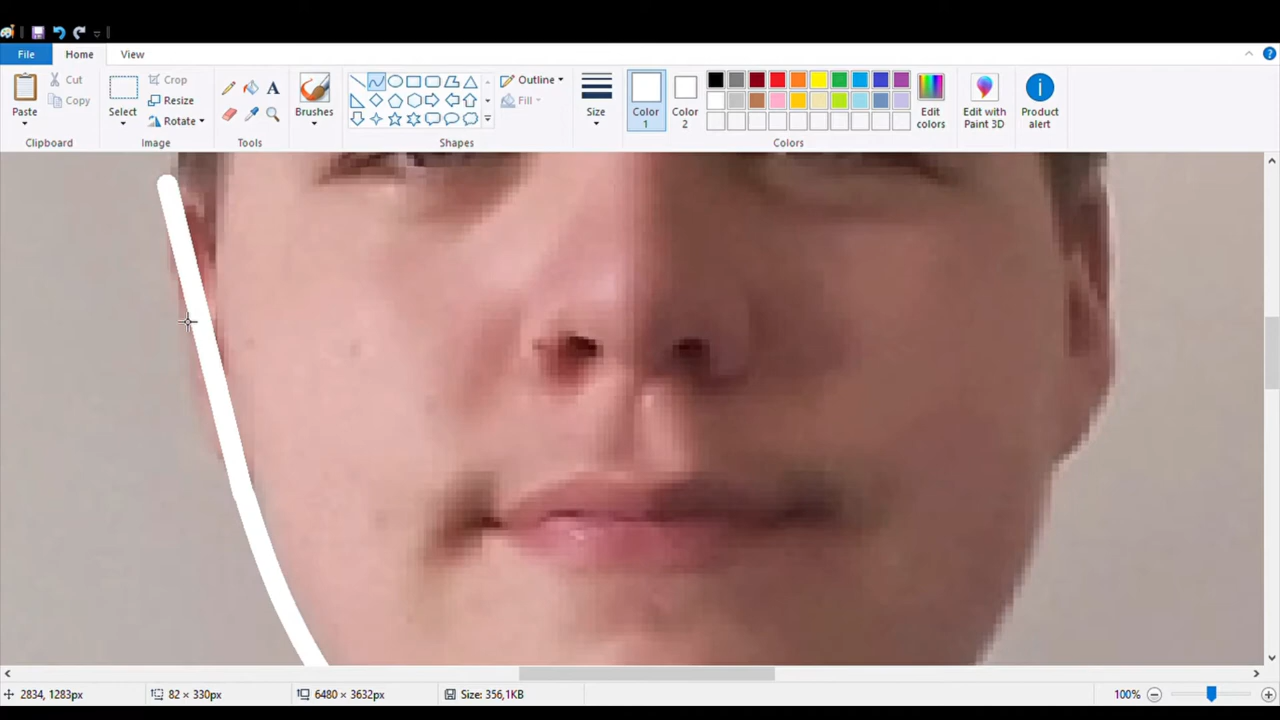 File Home View
Cut
Copy
Paste
Clipboard
Crop
Resize
Rotate
Select
Image
Tools
Brushes
Outline
Fill
Shapes
Size
Color 1
Color 2
Edit colors
Colors
Edit with Paint 3D
Product alert
2834, 1283px 82 × 330px 6480 × 3632px Size: 356,1KB 100%